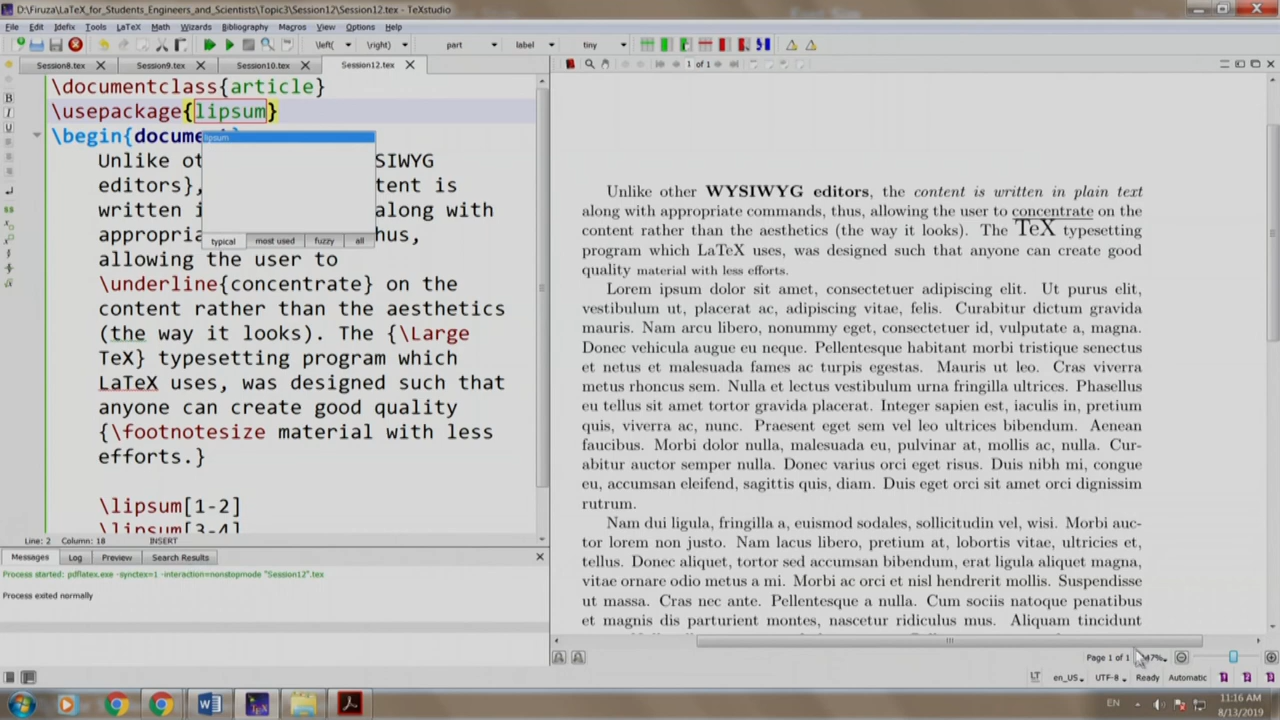 D:\Firuza\LaTeX_for_Students_Engineers_and_Scientists\Topic3\Session12\Session12.tex - TeXstudio
File Edit Idefix Tools LaTeX Math Wizards Bibliography Macros View Options Help
\left( \right) part label tiny
Session8.tex Session9.tex Session10.tex Session12.tex
1 of 1
\documentclass{article}
\usepackage{lipsum}
\begin{docume
lipsum
Unlike ot SIWYG
editors}, tent is
written i along with
appropria hus,
typical most used fuzzy all
allowing the user to
\underline{concentrate} on the
content rather than the aesthetics
(the way it looks). The {\Large
TeX} typesetting program which
LaTeX uses, was designed such that
anyone can create good quality
{\footnotesize material with less
efforts.}
\lipsum[1-2]
\lipsum[3-4]
Line: 2 Column: 18 INSERT
Messages Log Preview Search Results
Process started: pdflatex.exe -synctex=1 -interaction=nonstopmode "Session12".tex
Process exited normally
Unlike other WYSIWYG editors, the content is written in plain text
along with appropriate commands, thus, allowing the user to concentrate on the
content rather than the aesthetics (the way it looks). The TeX typesetting
program which LaTeX uses, was designed such that anyone can create good
quality material with less efforts.
Lorem ipsum dolor sit amet, consectetuer adipiscing elit. Ut purus elit,
vestibulum ut, placerat ac, adipiscing vitae, felis. Curabitur dictum gravida
mauris. Nam arcu libero, nonummy eget, consectetuer id, vulputate a, magna.
Donec vehicula augue eu neque. Pellentesque habitant morbi tristique senectus
et netus et malesuada fames ac turpis egestas. Mauris ut leo. Cras viverra
metus rhoncus sem. Nulla et lectus vestibulum urna fringilla ultrices. Phasellus
eu tellus sit amet tortor gravida placerat. Integer sapien est, iaculis in, pretium
quis, viverra ac, nunc. Praesent eget sem vel leo ultrices bibendum. Aenean
faucibus. Morbi dolor nulla, malesuada eu, pulvinar at, mollis ac, nulla. Cur-
abitur auctor semper nulla. Donec varius orci eget risus. Duis nibh mi, congue
eu, accumsan eleifend, sagittis quis, diam. Duis eget orci sit amet orci dignissim
rutrum.
Nam dui ligula, fringilla a, euismod sodales, sollicitudin vel, wisi. Morbi auc-
tor lorem non justo. Nam lacus libero, pretium at, lobortis vitae, ultricies et,
tellus. Donec aliquet, tortor sed accumsan bibendum, erat ligula aliquet magna,
vitae ornare odio metus a mi. Morbi ac orci et nisl hendrerit mollis. Suspendisse
ut massa. Cras nec ante. Pellentesque a nulla. Cum sociis natoque penatibus
et magnis dis parturient montes, nascetur ridiculus mus. Aliquam tincidunt
Page 1 of 1 47%
LT en_US UTF-8 Ready Automatic
EN 11:16 AM
8/13/2019